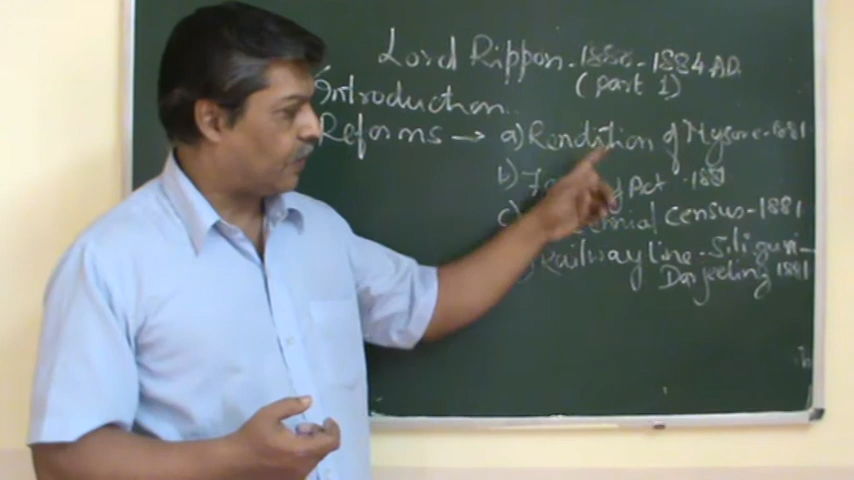 Lord Rippon - 1880 - 1884 AD
(Part 1)
Introduction
Reforms → a) Rendition of Mysore - 1881
b) Act - 1881
c) census - 1881
Railway line - Siliguri -
Darjeeling 1881